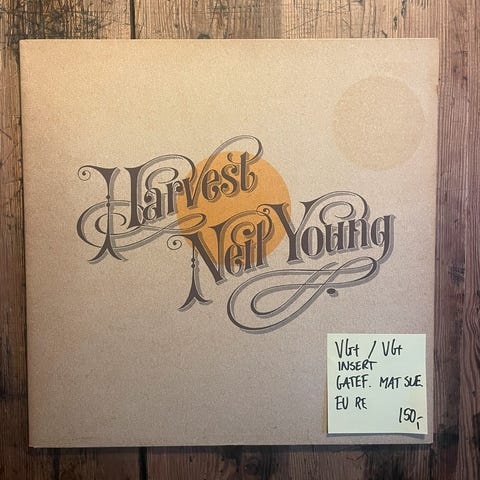 Harvest
Neil Young
VG+ / VG+
INSERT
GATEF. MAT SLE.
EU RE
150,-